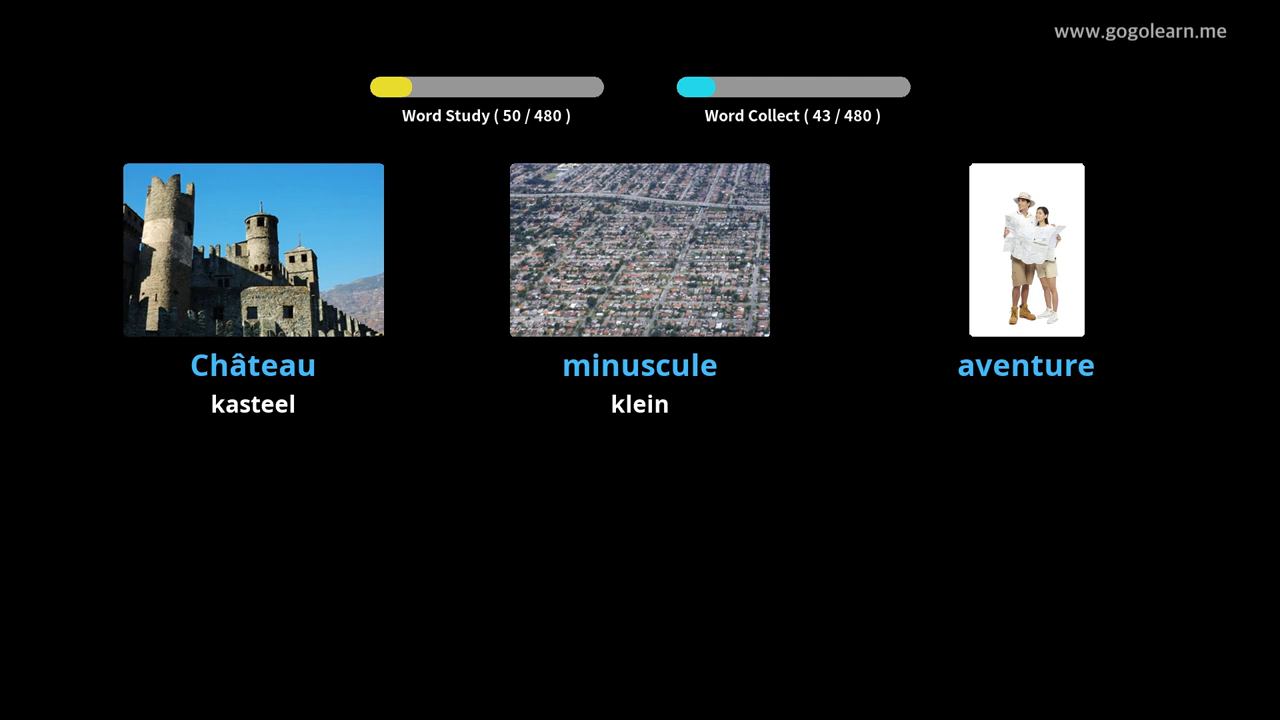 www.gogolearn.me
Word Study ( 50 / 480 )
Word Collect ( 43 / 480 )
Château
minuscule
aventure
kasteel
klein